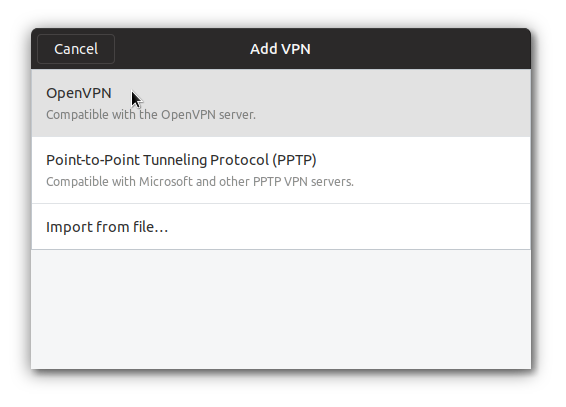 Cancel
Add VPN
OpenVPN
Compatible with the OpenVPN server.
Point-to-Point Tunneling Protocol (PPTP)
Compatible with Microsoft and other PPTP VPN servers.
Import from file…